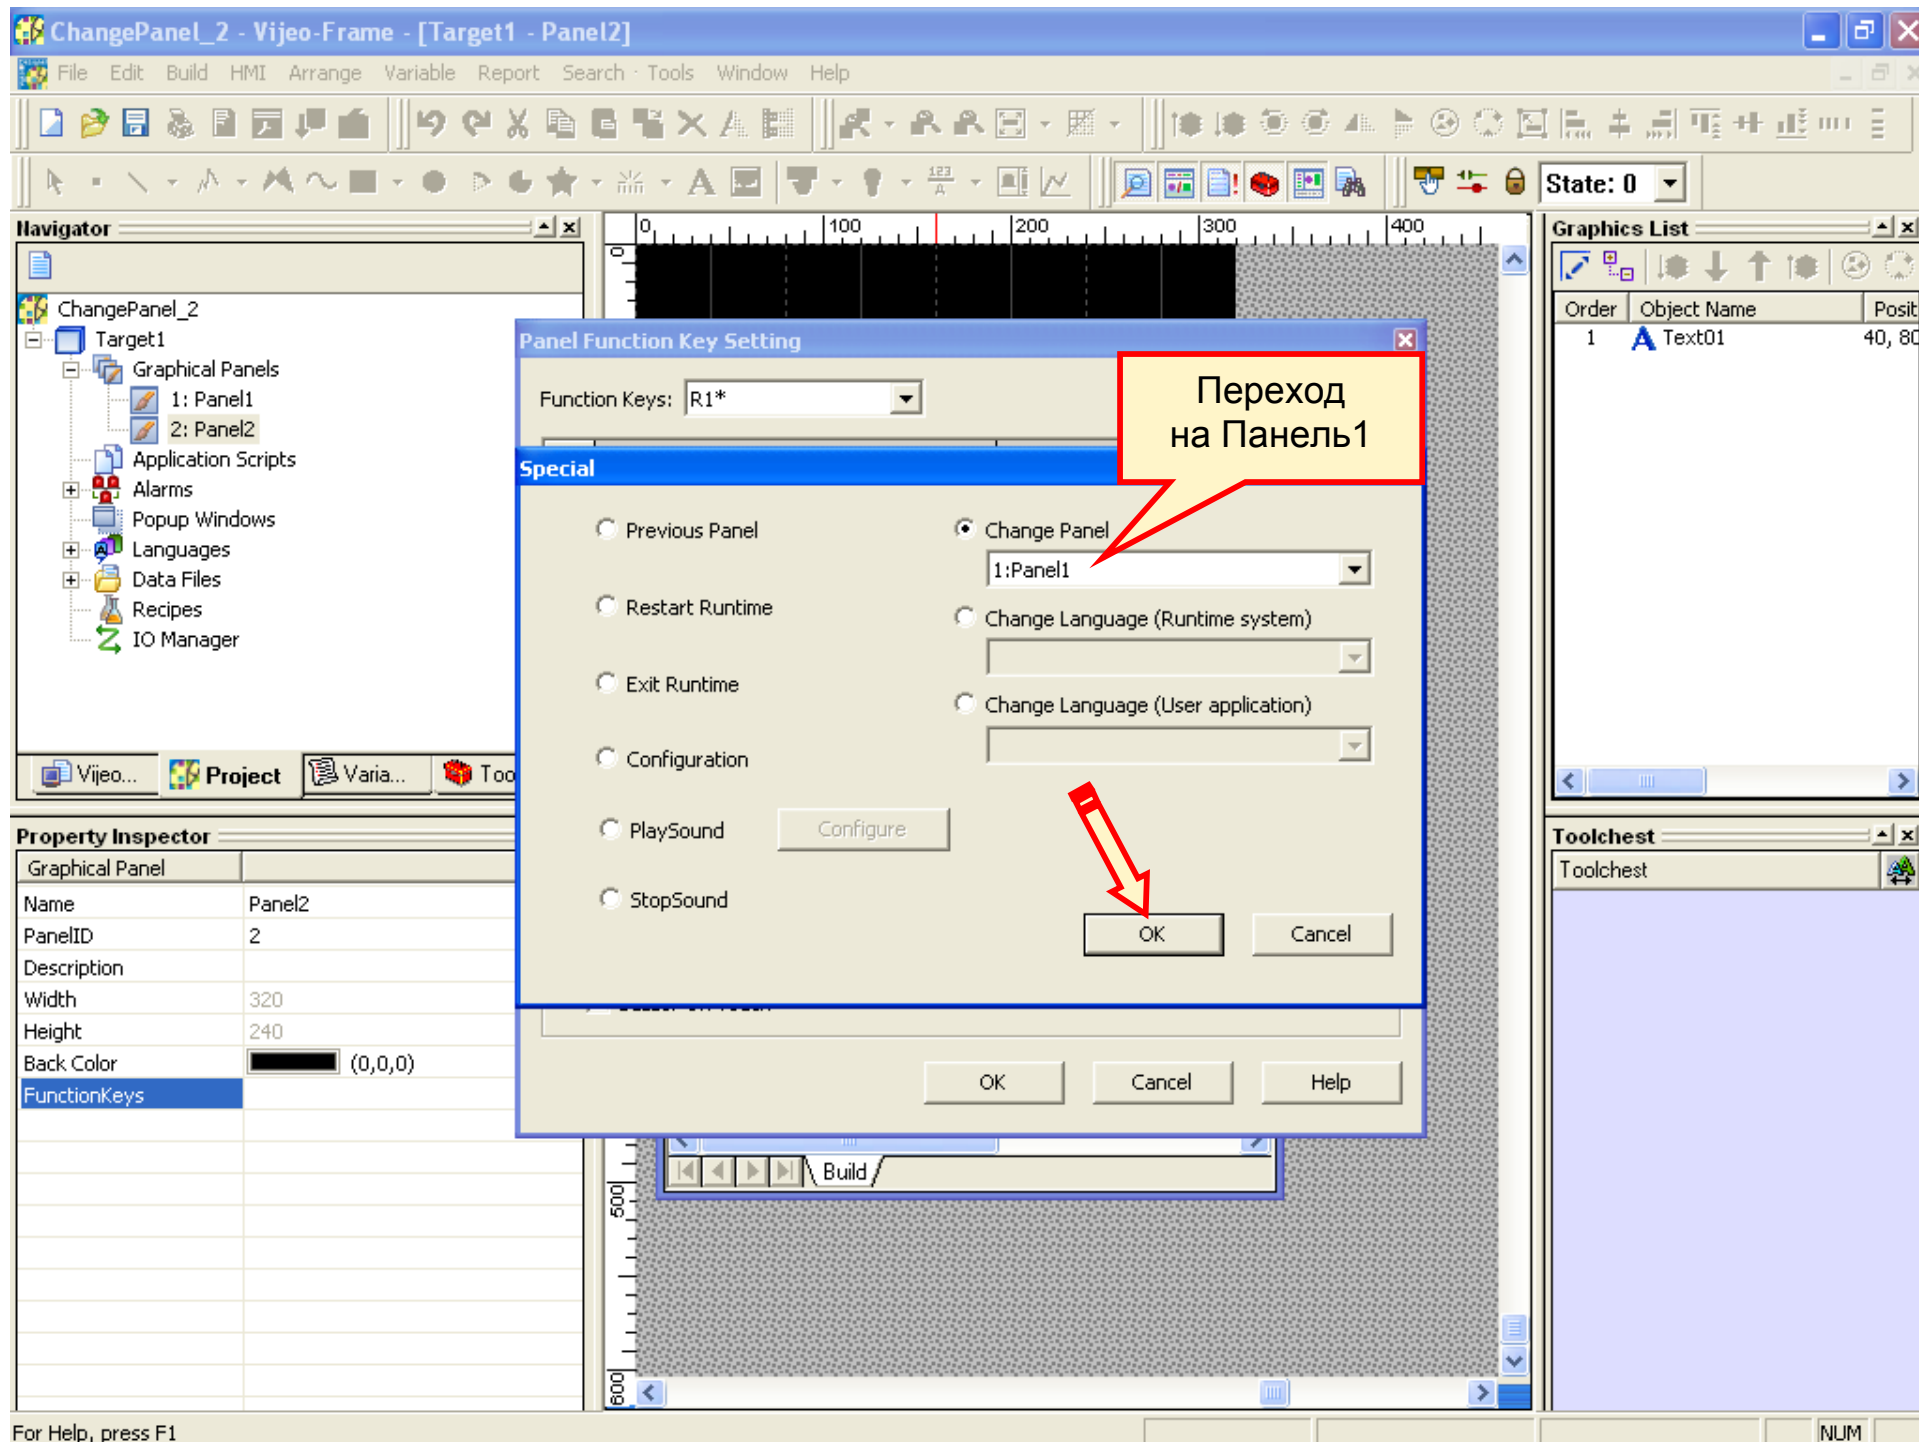 ChangePanel_2 - Vijeo-Frame - [Target1 - Panel2]
File Edit Build HMI Arrange Variable Report Search Tools Window Help
State: 0
Navigator
ChangePanel_2
Target1
Graphical Panels
1: Panel1
2: Panel2
Application Scripts
Alarms
Popup Windows
Languages
Data Files
Recipes
IO Manager
Vijeo...
Project
Varia...
Too
Property Inspector
Graphical Panel
Name Panel2
PanelID 2
Description
Width 320
Height 240
Back Color (0,0,0)
FunctionKeys
0 100 200 300 400
0
500
600
Panel Function Key Setting
Function Keys: R1*
Переход
на Панель1
Special
Previous Panel
Restart Runtime
Exit Runtime
Configuration
PlaySound Configure
StopSound
Change Panel
1:Panel1
Change Language (Runtime system)
Change Language (User application)
OK Cancel
OK Cancel Help
Build
Graphics List
Order Object Name Posit
1 Text01 40, 80
Toolchest
Toolchest
For Help, press F1
NUM